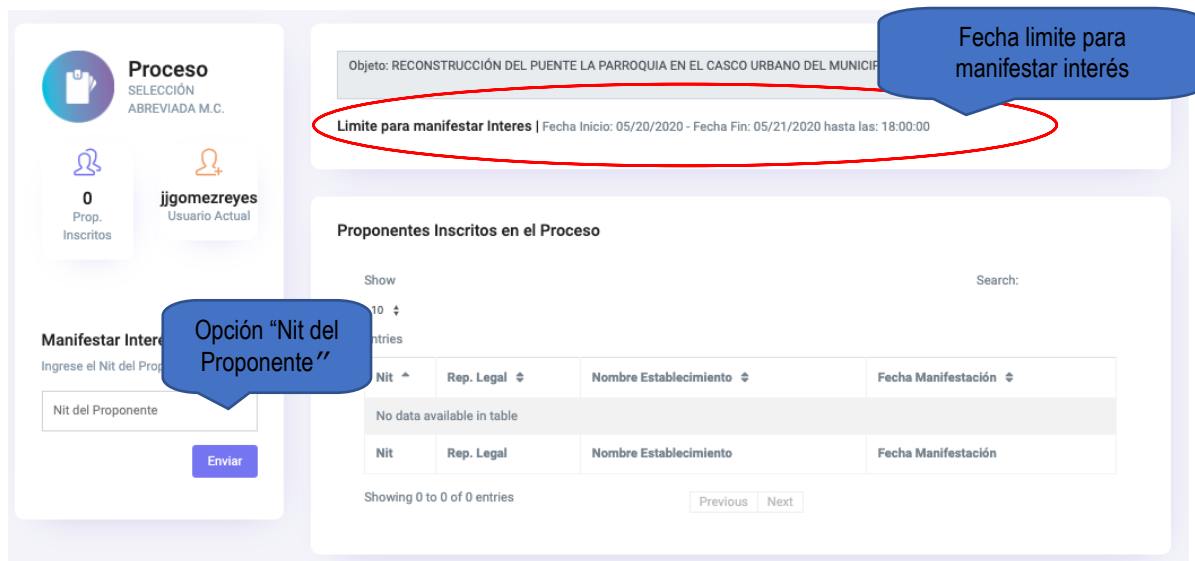 Proceso
SELECCIÓN
ABREVIADA M.C.
0
Prop.
Inscritos
jjgomezreyes
Usuario Actual
Manifestar
Ingrese el Nit del
Nit del Proponente
Enviar
Opción “Nit del
Proponente”
Fecha limite para
manifestar interés
Objeto: RECONSTRUCCIÓN DEL PUENTE LA PARROQUIA EN EL CASCO URBANO DEL
Limite para manifestar Interes | Fecha Inicio: 05/20/2020 - Fecha Fin: 05/21/2020 hasta las: 18:00:00
Proponentes Inscritos en el Proceso
Show
Search:
10
Nit Rep. Legal Nombre Establecimiento Fecha Manifestación
No data available in table
Nit Rep. Legal Nombre Establecimiento Fecha Manifestación
Showing 0 to 0 of 0 entries
Previous Next